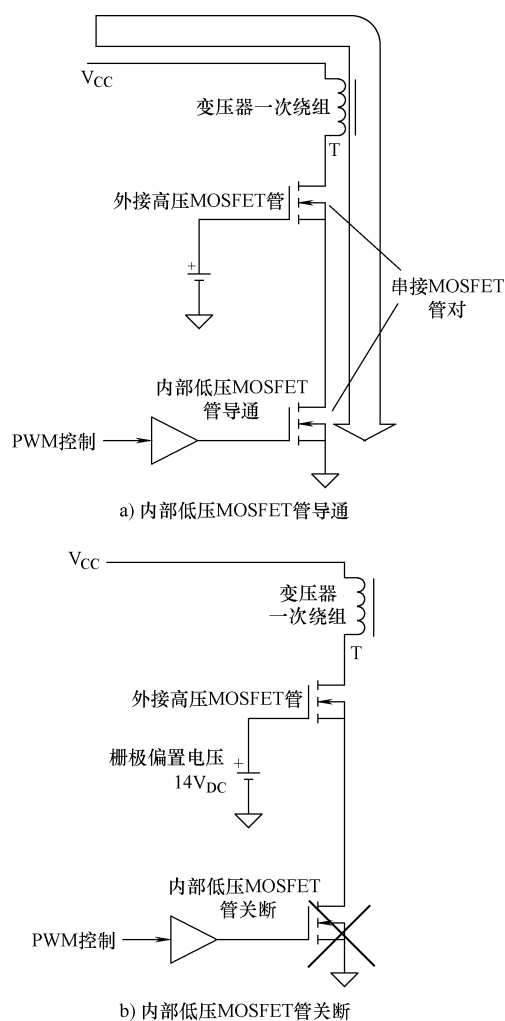 VCC
变压器一次绕组
T
外接高压MOSFET管
+
串接MOSFET
管对
内部低压MOSFET
管导通
PWM控制
a) 内部低压MOSFET管导通
VCC
变压器
一次绕组
T
外接高压MOSFET管
栅极偏置电压
+
14VDC
内部低压MOSFET
管关断
PWM控制
b) 内部低压MOSFET管关断